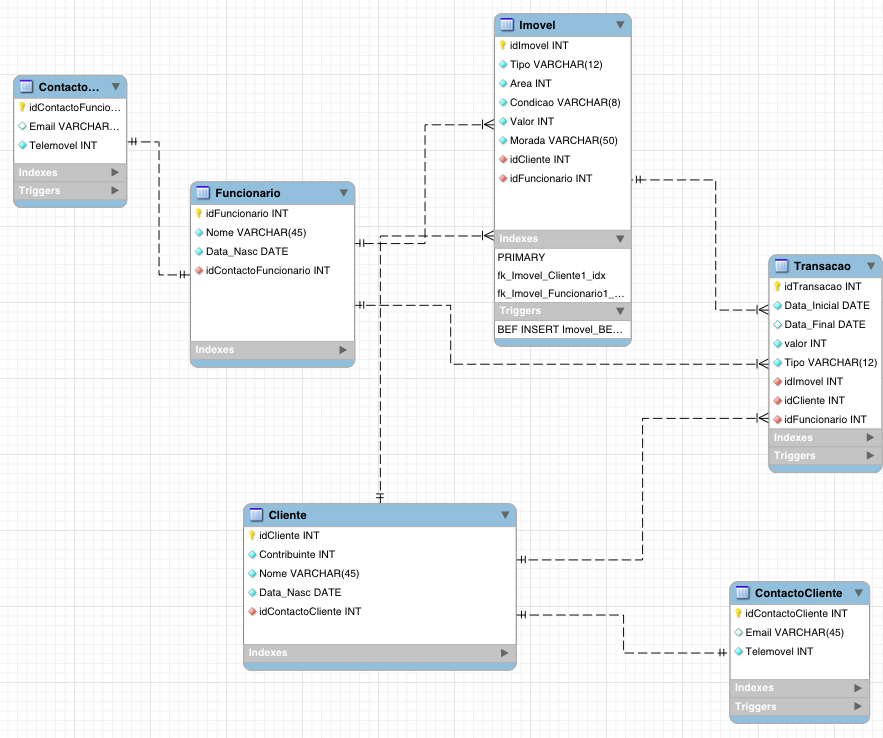 Contacto...
idContactoFuncio...
Email VARCHAR...
Telemovel INT
Indexes
Triggers
Funcionario
idFuncionario INT
Nome VARCHAR(45)
Data_Nasc DATE
idContactoFuncionario INT
Indexes
Imovel
idImovel INT
Tipo VARCHAR(12)
Area INT
Condicao VARCHAR(8)
Valor INT
Morada VARCHAR(50)
idCliente INT
idFuncionario INT
Indexes
PRIMARY
fk_Imovel_Cliente1_idx
fk_Imovel_Funcionario1_...
Triggers
BEF INSERT Imovel_BE...
Transacao
idTransacao INT
Data_Inicial DATE
Data_Final DATE
valor INT
Tipo VARCHAR(12)
idImovel INT
idCliente INT
idFuncionario INT
Indexes
Triggers
Cliente
idCliente INT
Contribuinte INT
Nome VARCHAR(45)
Data_Nasc DATE
idContactoCliente INT
Indexes
ContactoCliente
idContactoCliente INT
Email VARCHAR(45)
Telemovel INT
Indexes
Triggers